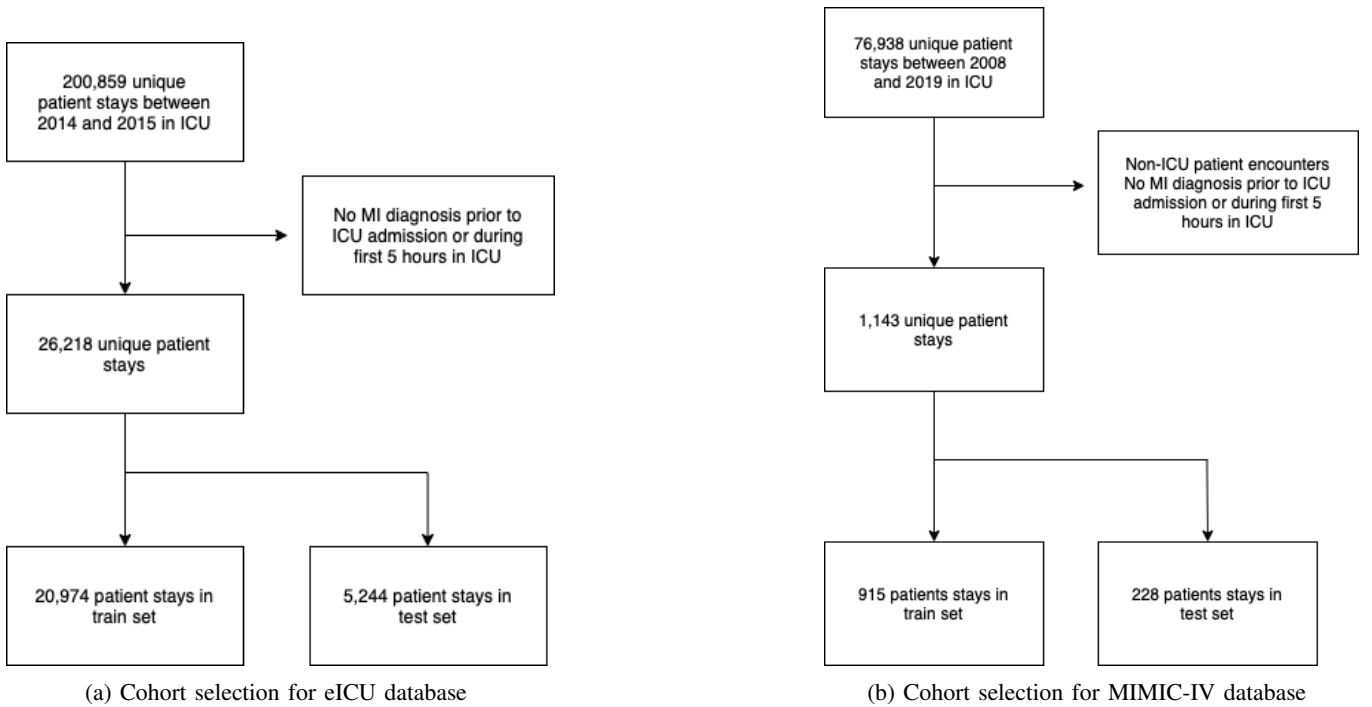 200,859 unique
patient stays between
2014 and 2015 in ICU
No MI diagnosis prior to
ICU admission or during
first 5 hours in ICU
26,218 unique patient
stays
20,974 patient stays in
train set
5,244 patient stays in
test set
(a) Cohort selection for eICU database
76,938 unique patient
stays between 2008
and 2019 in ICU
Non-ICU patient encounters
No MI diagnosis prior to ICU
admission or during first 5
hours in ICU
1,143 unique patient
stays
915 patients stays in
train set
228 patients stays in
test set
(b) Cohort selection for MIMIC-IV database